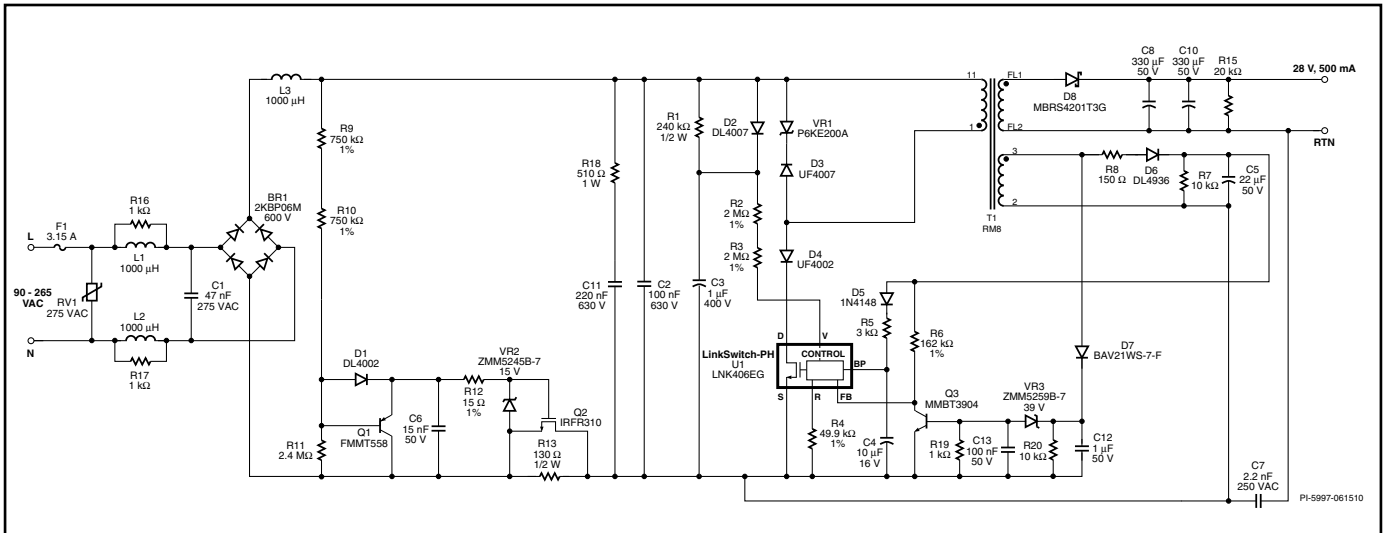 L3
1000 µH
R9
750 kΩ
1%
R10
750 kΩ
1%
R16
1 kΩ
BR1
2KBP06M
600 V
F1
3.15 A
L
L1
1000 µH
90 - 265
VAC
RV1
275 VAC
C1
47 nF
275 VAC
L2
1000 µH
N
R17
1 kΩ
D1
DL4002
R11
2.4 MΩ
Q1
FMMT558
C6
15 nF
50 V
R12
15 Ω
1%
VR2
ZMM5245B-7
15 V
Q2
IRFR310
R13
130 Ω
1/2 W
R18
510 Ω
1 W
C11
220 nF
630 V
C2
100 nF
630 V
R1
240 kΩ
1/2 W
C3
1 µF
400 V
D2
DL4007
R2
2 MΩ
1%
R3
2 MΩ
1%
VR1
P6KE200A
D3
UF4007
D4
UF4002
D
V
CONTROL
BP
S
R
FB
LinkSwitch-PH
U1
LNK406EG
R4
49.9 kΩ
1%
D5
1N4148
R5
3 kΩ
C4
10 µF
16 V
R6
162 kΩ
1%
Q3
MMBT3904
R19
1 kΩ
C13
100 nF
50 V
VR3
ZMM5259B-7
39 V
R20
10 kΩ
C12
1 µF
50 V
D7
BAV21WS-7-F
11
1
FL1
FL2
3
2
T1
RM8
D8
MBRS4201T3G
C8
330 µF
50 V
C10
330 µF
50 V
R15
20 kΩ
28 V, 500 mA
RTN
R8
150 Ω
D6
DL4936
R7
10 kΩ
C5
22 µF
50 V
C7
2.2 nF
250 VAC
PI-5997-061510